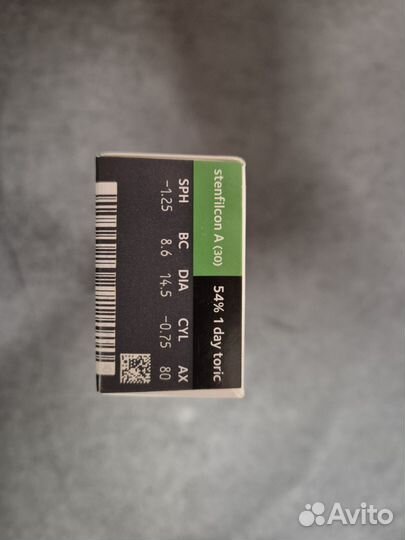 stenfilcon A (30) 54% 1 day toric
SPH BC DIA CYL AX
-1.25 8.6 14.5 -0.75 80
Avito